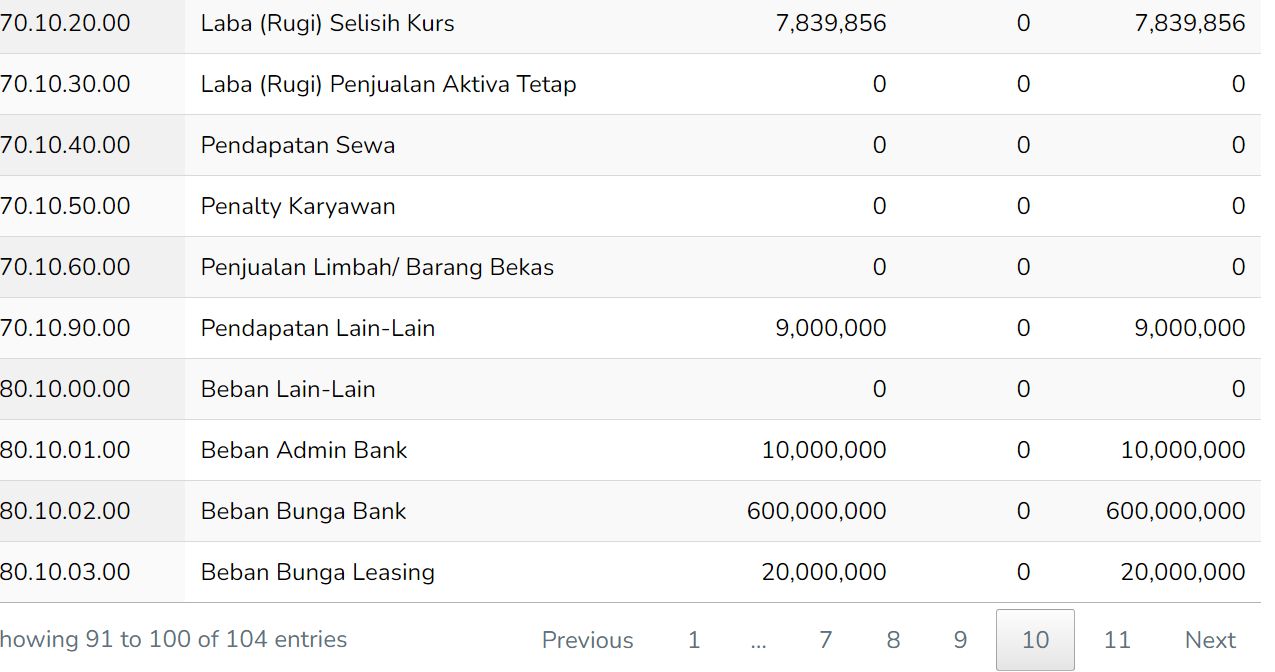 70.10.20.00 Laba (Rugi) Selisih Kurs 7,839,856 0 7,839,856
70.10.30.00 Laba (Rugi) Penjualan Aktiva Tetap 0 0 0
70.10.40.00 Pendapatan Sewa 0 0 0
70.10.50.00 Penalty Karyawan 0 0 0
70.10.60.00 Penjualan Limbah/ Barang Bekas 0 0 0
70.10.90.00 Pendapatan Lain-Lain 9,000,000 0 9,000,000
80.10.00.00 Beban Lain-Lain 0 0 0
80.10.01.00 Beban Admin Bank 10,000,000 0 10,000,000
80.10.02.00 Beban Bunga Bank 600,000,000 0 600,000,000
80.10.03.00 Beban Bunga Leasing 20,000,000 0 20,000,000
howing 91 to 100 of 104 entries Previous 1 ... 7 8 9 10 11 Next